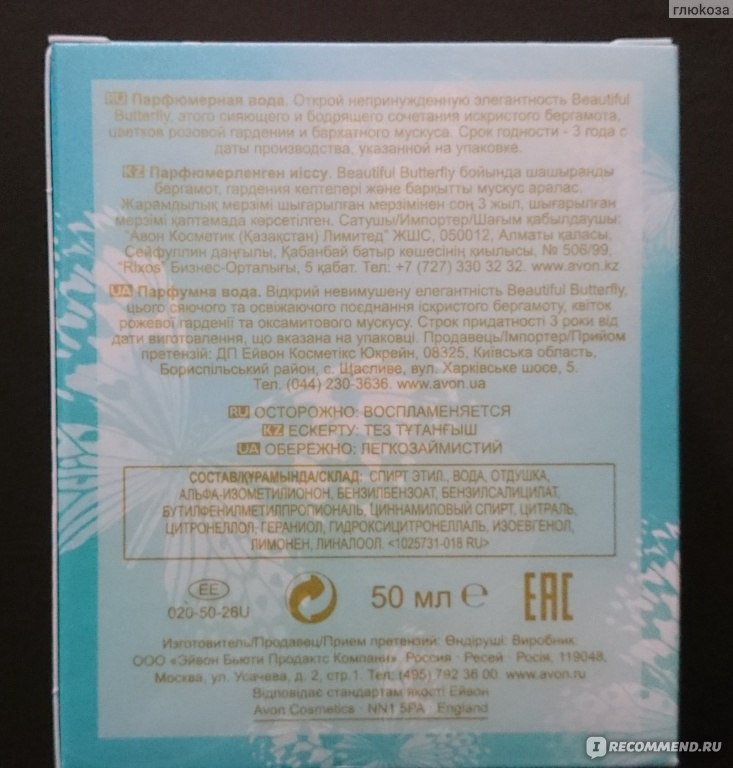 глюкоза
RU Парфюмерная вода. Открой непринужденную элегантность Beautiful
Butterfly, этого сияющего и бодрящего сочетания искристого бергамота,
цветков розовой гардении и бархатного мускуса. Срок годности - 3 года с
даты производства, указанной на упаковке.
KZ Парфюмерленген иіссу. Beautiful Butterfly бойында шашыранды
бергамот, гардения келтелері және барқытты мускус аралас.
Жарамдылық мерзімі шығарылған мерзімінен соң 3 жыл, шығарылған
мерзімі қаптамада көрсетілген. Сатушы/Импортер/Шағым қабылдаушы:
"Авон Косметик (Қазақстан) Лимитед" ЖШС, 050012, Алматы қаласы,
Сейфуллин даңғылы, Қабанбай батыр көшесінің қиылысы, № 506/99,
"Rixos" Бизнес-Орталығы, 5 қабат. Тел: +7 (727) 330 32 32. www.avon.kz
UA Парфумна вода. Відкрий невимушену елегантність Beautiful Butterfly,
цього сяючого та освіжаючого поєднання іскристого бергамоту, квіток
рожевої гарденії та оксамитового мускусу. Строк придатності 3 роки від
дати виготовлення, що вказана на упаковці. Продавець/Імпортер/Прийом
претензій: ДП Ейвон Косметікс Юкрейн, 08325, Київська область,
Бориспільський район, с. Щасливе, вул. Харківське шосе, 5.
Тел. (044) 230-3636. www.avon.ua
RU ОСТОРОЖНО: ВОСПЛАМЕНЯЕТСЯ
KZ ЕСКЕРТУ: ТЕЗ ТҰТАНҒЫШ
UA ОБЕРЕЖНО: ЛЕГКОЗАЙМИСТИЙ
СОСТАВ/ҚҰРАМЫНДА/СКЛАД: СПИРТ ЭТИЛ., ВОДА, ОТДУШКА,
АЛЬФА-ИЗОМЕТИЛИОНОН, БЕНЗИЛБЕНЗОАТ, БЕНЗИЛСАЛИЦИЛАТ,
БУТИЛФЕНИЛМЕТИЛПРОПИОНАЛЬ, ЦИННАМИЛОВЫЙ СПИРТ, ЦИТРАЛЬ,
ЦИТРОНЕЛЛОЛ, ГЕРАНИОЛ, ГИДРОКСИЦИТРОНЕЛЛАЛЬ, ИЗОЕВГЕНОЛ,
ЛИМОНЕН, ЛИНАЛООЛ. <1025731-018 RU>
EE
020-50-26U
50 мл ℮
EAC
Изготовитель/Продавец/Прием претензий: Өндіруші: Виробник:
ООО «Эйвон Бьюти Продактс Компани» Россия · Ресей · Росія, 119048,
Москва, ул. Усачева, д. 2, стр.1. Тел: (495) 792 36 00. www.avon.ru
Відповідає стандартам якості Ейвон
Avon Cosmetics · NN1 5PA · England
IRECOMMEND.RU